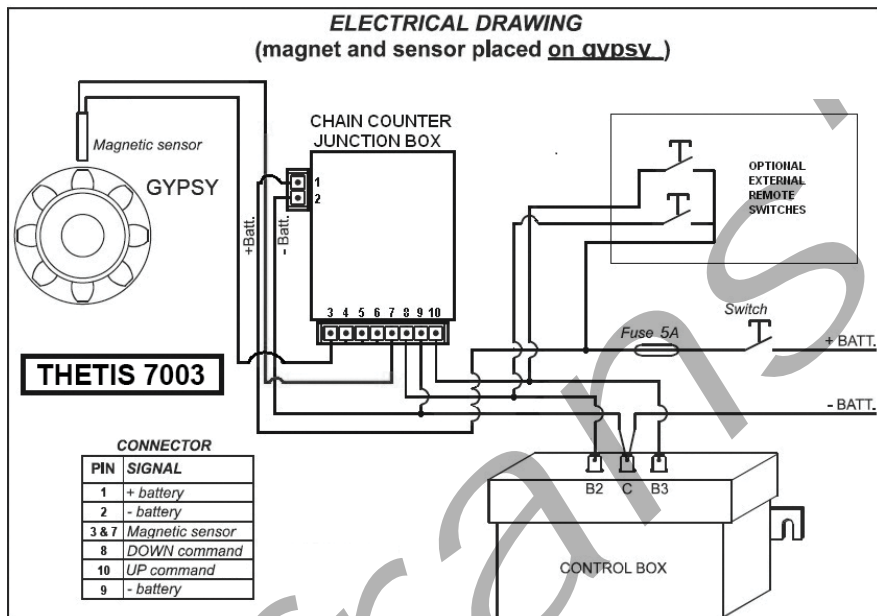 ELECTRICAL DRAWING
(magnet and sensor placed on gypsy )
Magnetic sensor
GYPSY
CHAIN COUNTER
JUNCTION BOX
1
2
+Batt.
- Batt.
3 4 5 6 7 8 9 10
OPTIONAL
EXTERNAL
REMOTE
SWITCHES
Fuse 5A
Switch
+ BATT.
- BATT.
THETIS 7003
CONNECTOR
PIN SIGNAL
1 + battery
2 - battery
3 & 7 Magnetic sensor
8 DOWN command
10 UP command
9 - battery
B2 C B3
CONTROL BOX